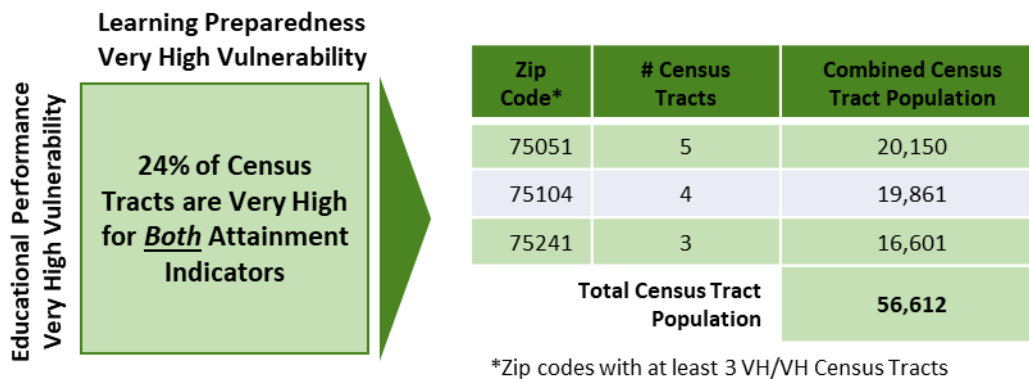 Learning Preparedness
Very High Vulnerability
Educational Performance
Very High Vulnerability
24% of Census
Tracts are Very High
for Both Attainment
Indicators
Zip
Code*
# Census
Tracts
Combined Census
Tract Population
75051 5 20,150
75104 4 19,861
75241 3 16,601
Total Census Tract
Population
56,612
*Zip codes with at least 3 VH/VH Census Tracts